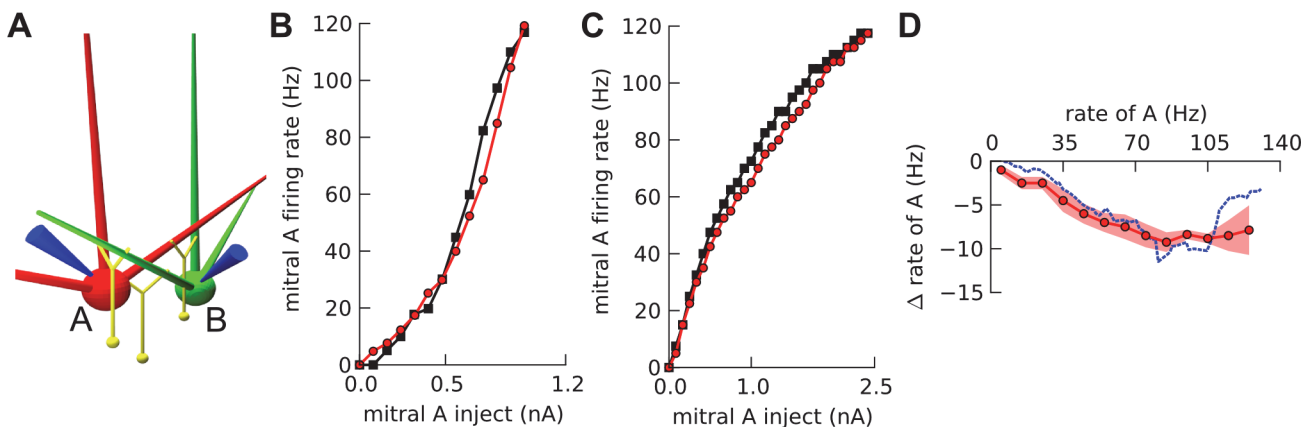 A
A B
B
mitral A firing rate (Hz)
120
100
80
60
40
20
0
0.0 0.5 1.2
mitral A inject (nA)
C
mitral A firing rate (Hz)
120
100
80
60
40
20
0
0.0 1.0 2.5
mitral A inject (nA)
D
rate of A (Hz)
0 35 70 105 140
Δ rate of A (Hz)
0
−5
−10
−15